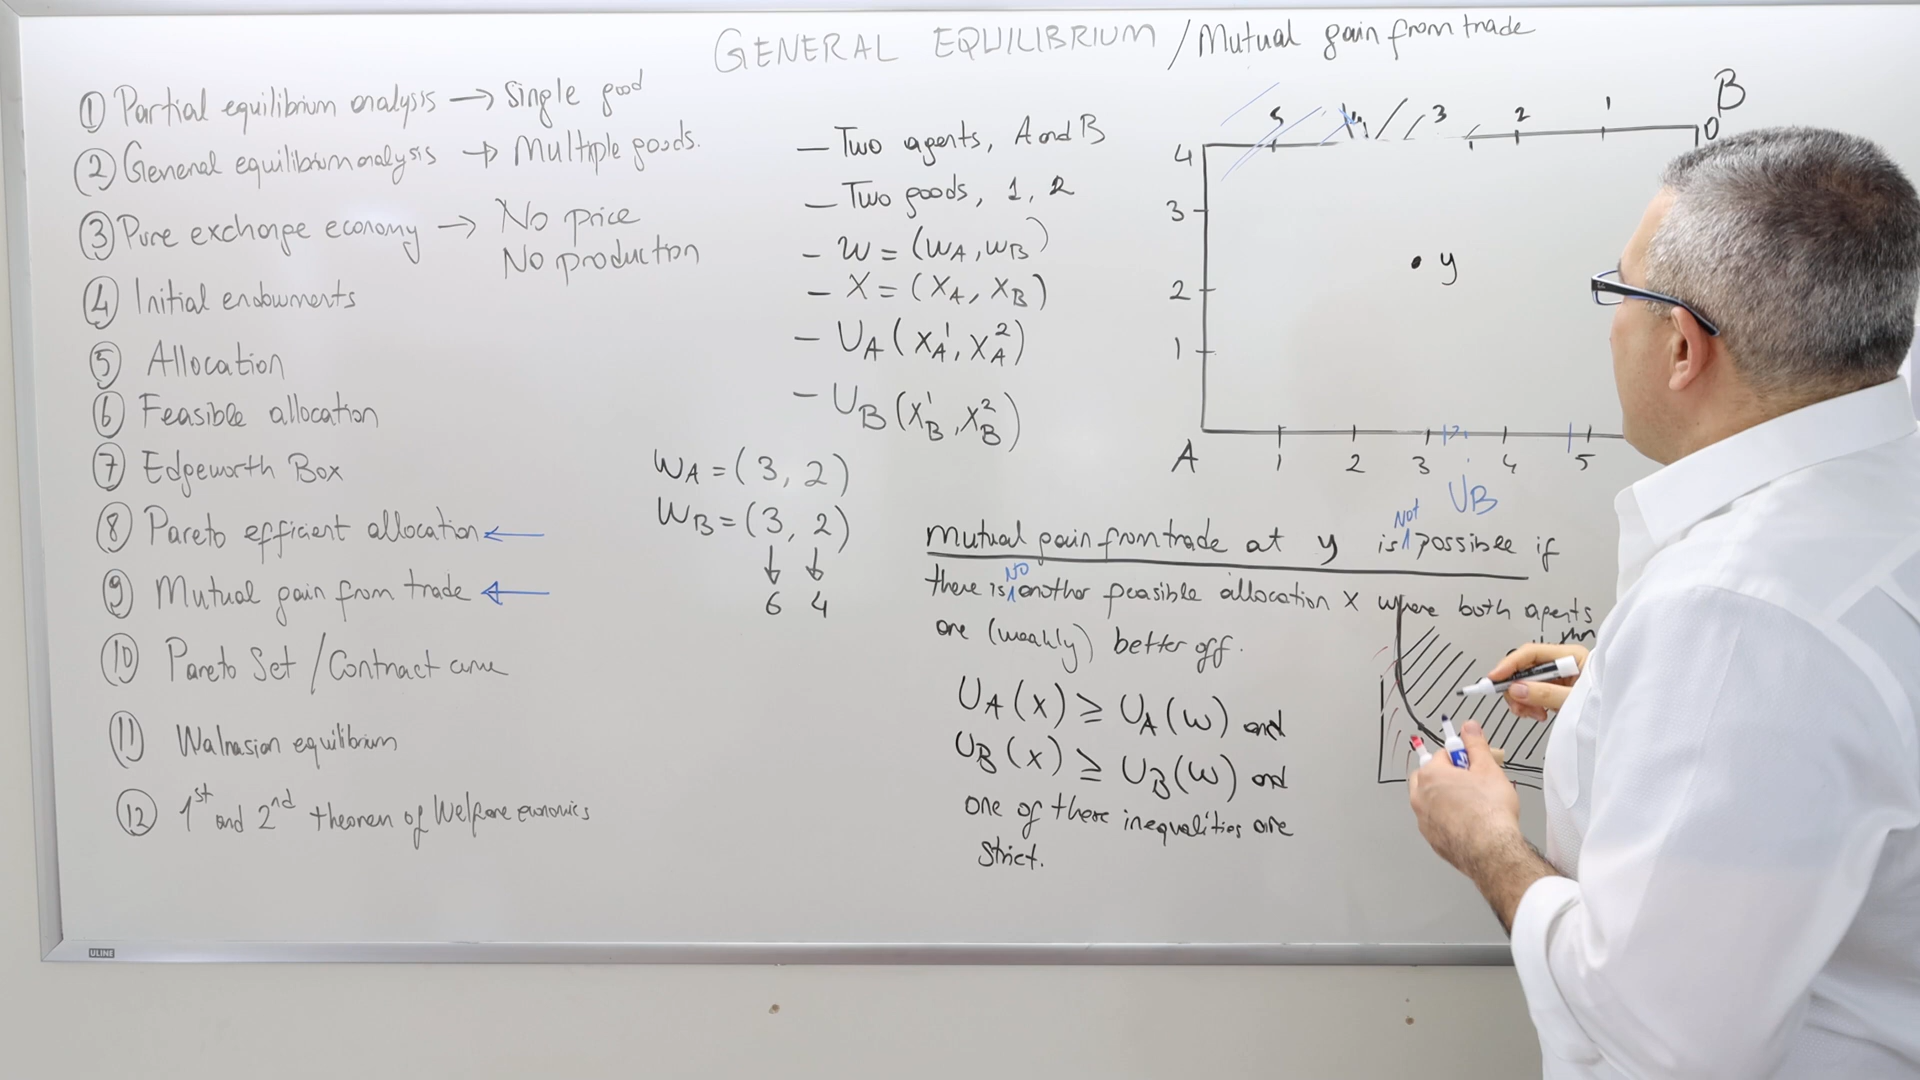 GENERAL EQUILIBRIUM / Mutual gain from trade
① Partial equilibrium analysis → Single good
② General equilibrium analysis → Multiple goods.
③ Pure exchange economy → No price
No production
④ Initial endowments
⑤ Allocation
⑥ Feasible allocation
⑦ Edgeworth Box
⑧ Pareto efficient allocation ←
⑨ Mutual gain from trade ←
⑩ Pareto Set / Contract curve
⑪ Walrasian equilibrium
⑫ 1st and 2nd theorem of Welfare economics
– Two agents, A and B
– Two goods, 1, 2
– W = (WA, WB)
– X = (XA, XB)
– UA (XA¹, XA²)
– UB (XB¹, XB²)
WA = (3, 2)
WB = (3, 2)
↓ ↓
6 4
B
5 4 3 2 1 0
4
3
2
1
• y
A 1 2 3 4 5
UB
Mutual gain from trade at y is Not possible if
there is NO another feasible allocation X where both agents
are (weakly) better off.
UA (x) ≥ UA (w) and
UB (x) ≥ UB (w) and
one of these inequalities are
strict.
ULINE